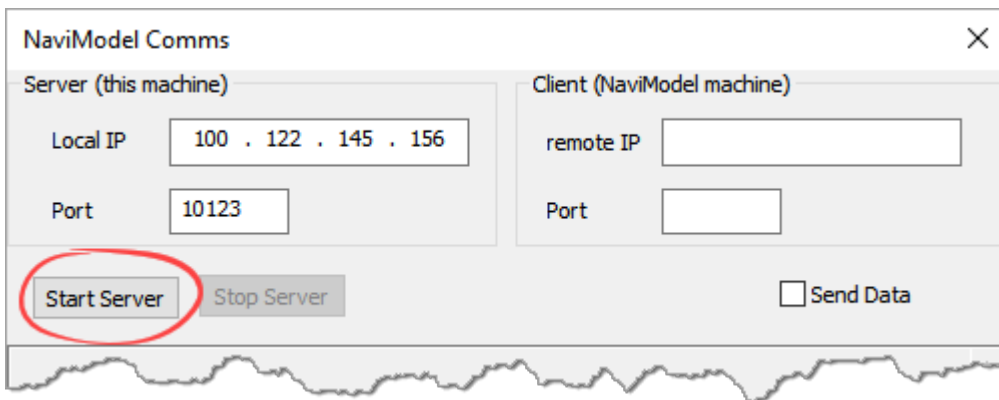 NaviModel Comms
Server (this machine)
Local IP 100 . 122 . 145 . 156
Port 10123
Client (NaviModel machine)
remote IP
Port
Start Server Stop Server Send Data